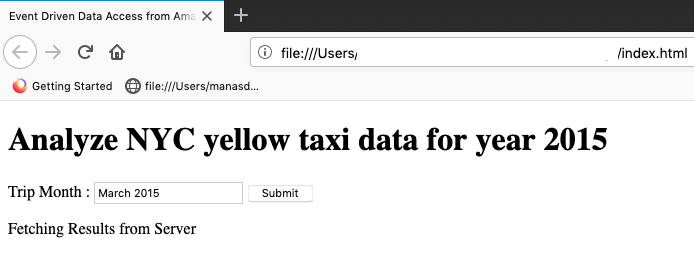 Event Driven Data Access from Ama
file:///Users/ /index.html
Getting Started file:///Users/manasd...
Analyze NYC yellow taxi data for year 2015
Trip Month : March 2015 Submit
Fetching Results from Server